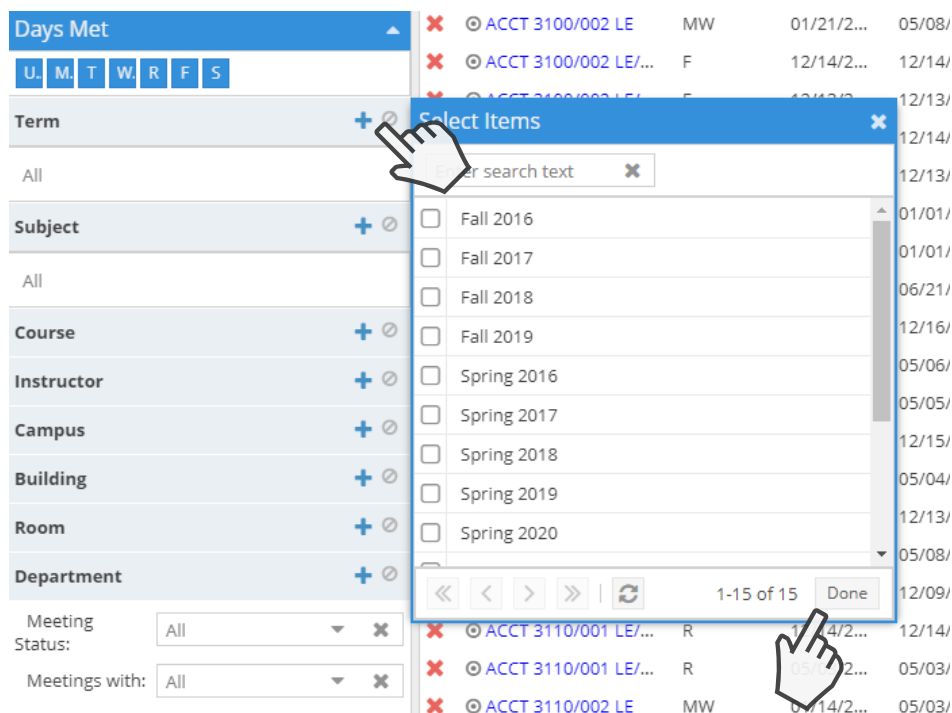 Days Met
U.. M. T W. R F S
Term
All
Subject
All
Course
Instructor
Campus
Building
Room
Department
Meeting Status: All
Meetings with: All
ACCT 3100/002 LE MW 01/21/2... 05/08/
ACCT 3100/002 LE/... F 12/14/2... 12/14/
12/13/
12/14/
12/13/
01/01/
01/01/
06/21/
12/16/
05/06/
05/05/
12/15/
05/04/
12/13/
05/08/
12/09/
Select Items
Enter search text
Fall 2016
Fall 2017
Fall 2018
Fall 2019
Spring 2016
Spring 2017
Spring 2018
Spring 2019
Spring 2020
1-15 of 15 Done
ACCT 3110/001 LE/... R 12/14/2... 12/14/
ACCT 3110/001 LE/... R 05/03/
ACCT 3110/002 LE MW 05/03/